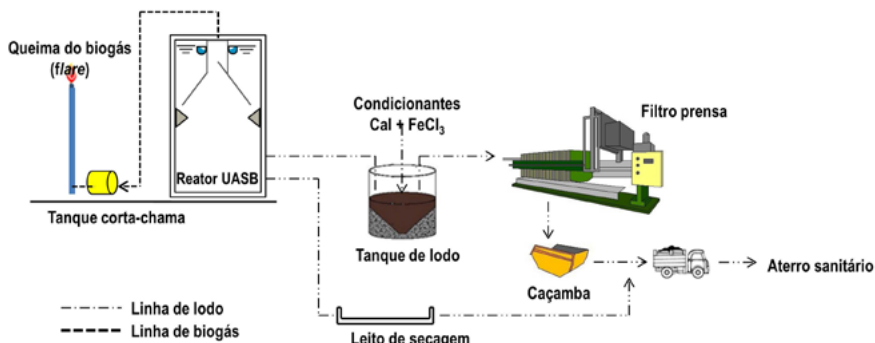 Queima do biogás
(flare)
Reator UASB
Tanque corta-chama
Condicionantes
Cal + FeCl3
Tanque de lodo
Filtro prensa
Caçamba
Aterro sanitário
Linha de lodo
Linha de biogás
Leito de secagem